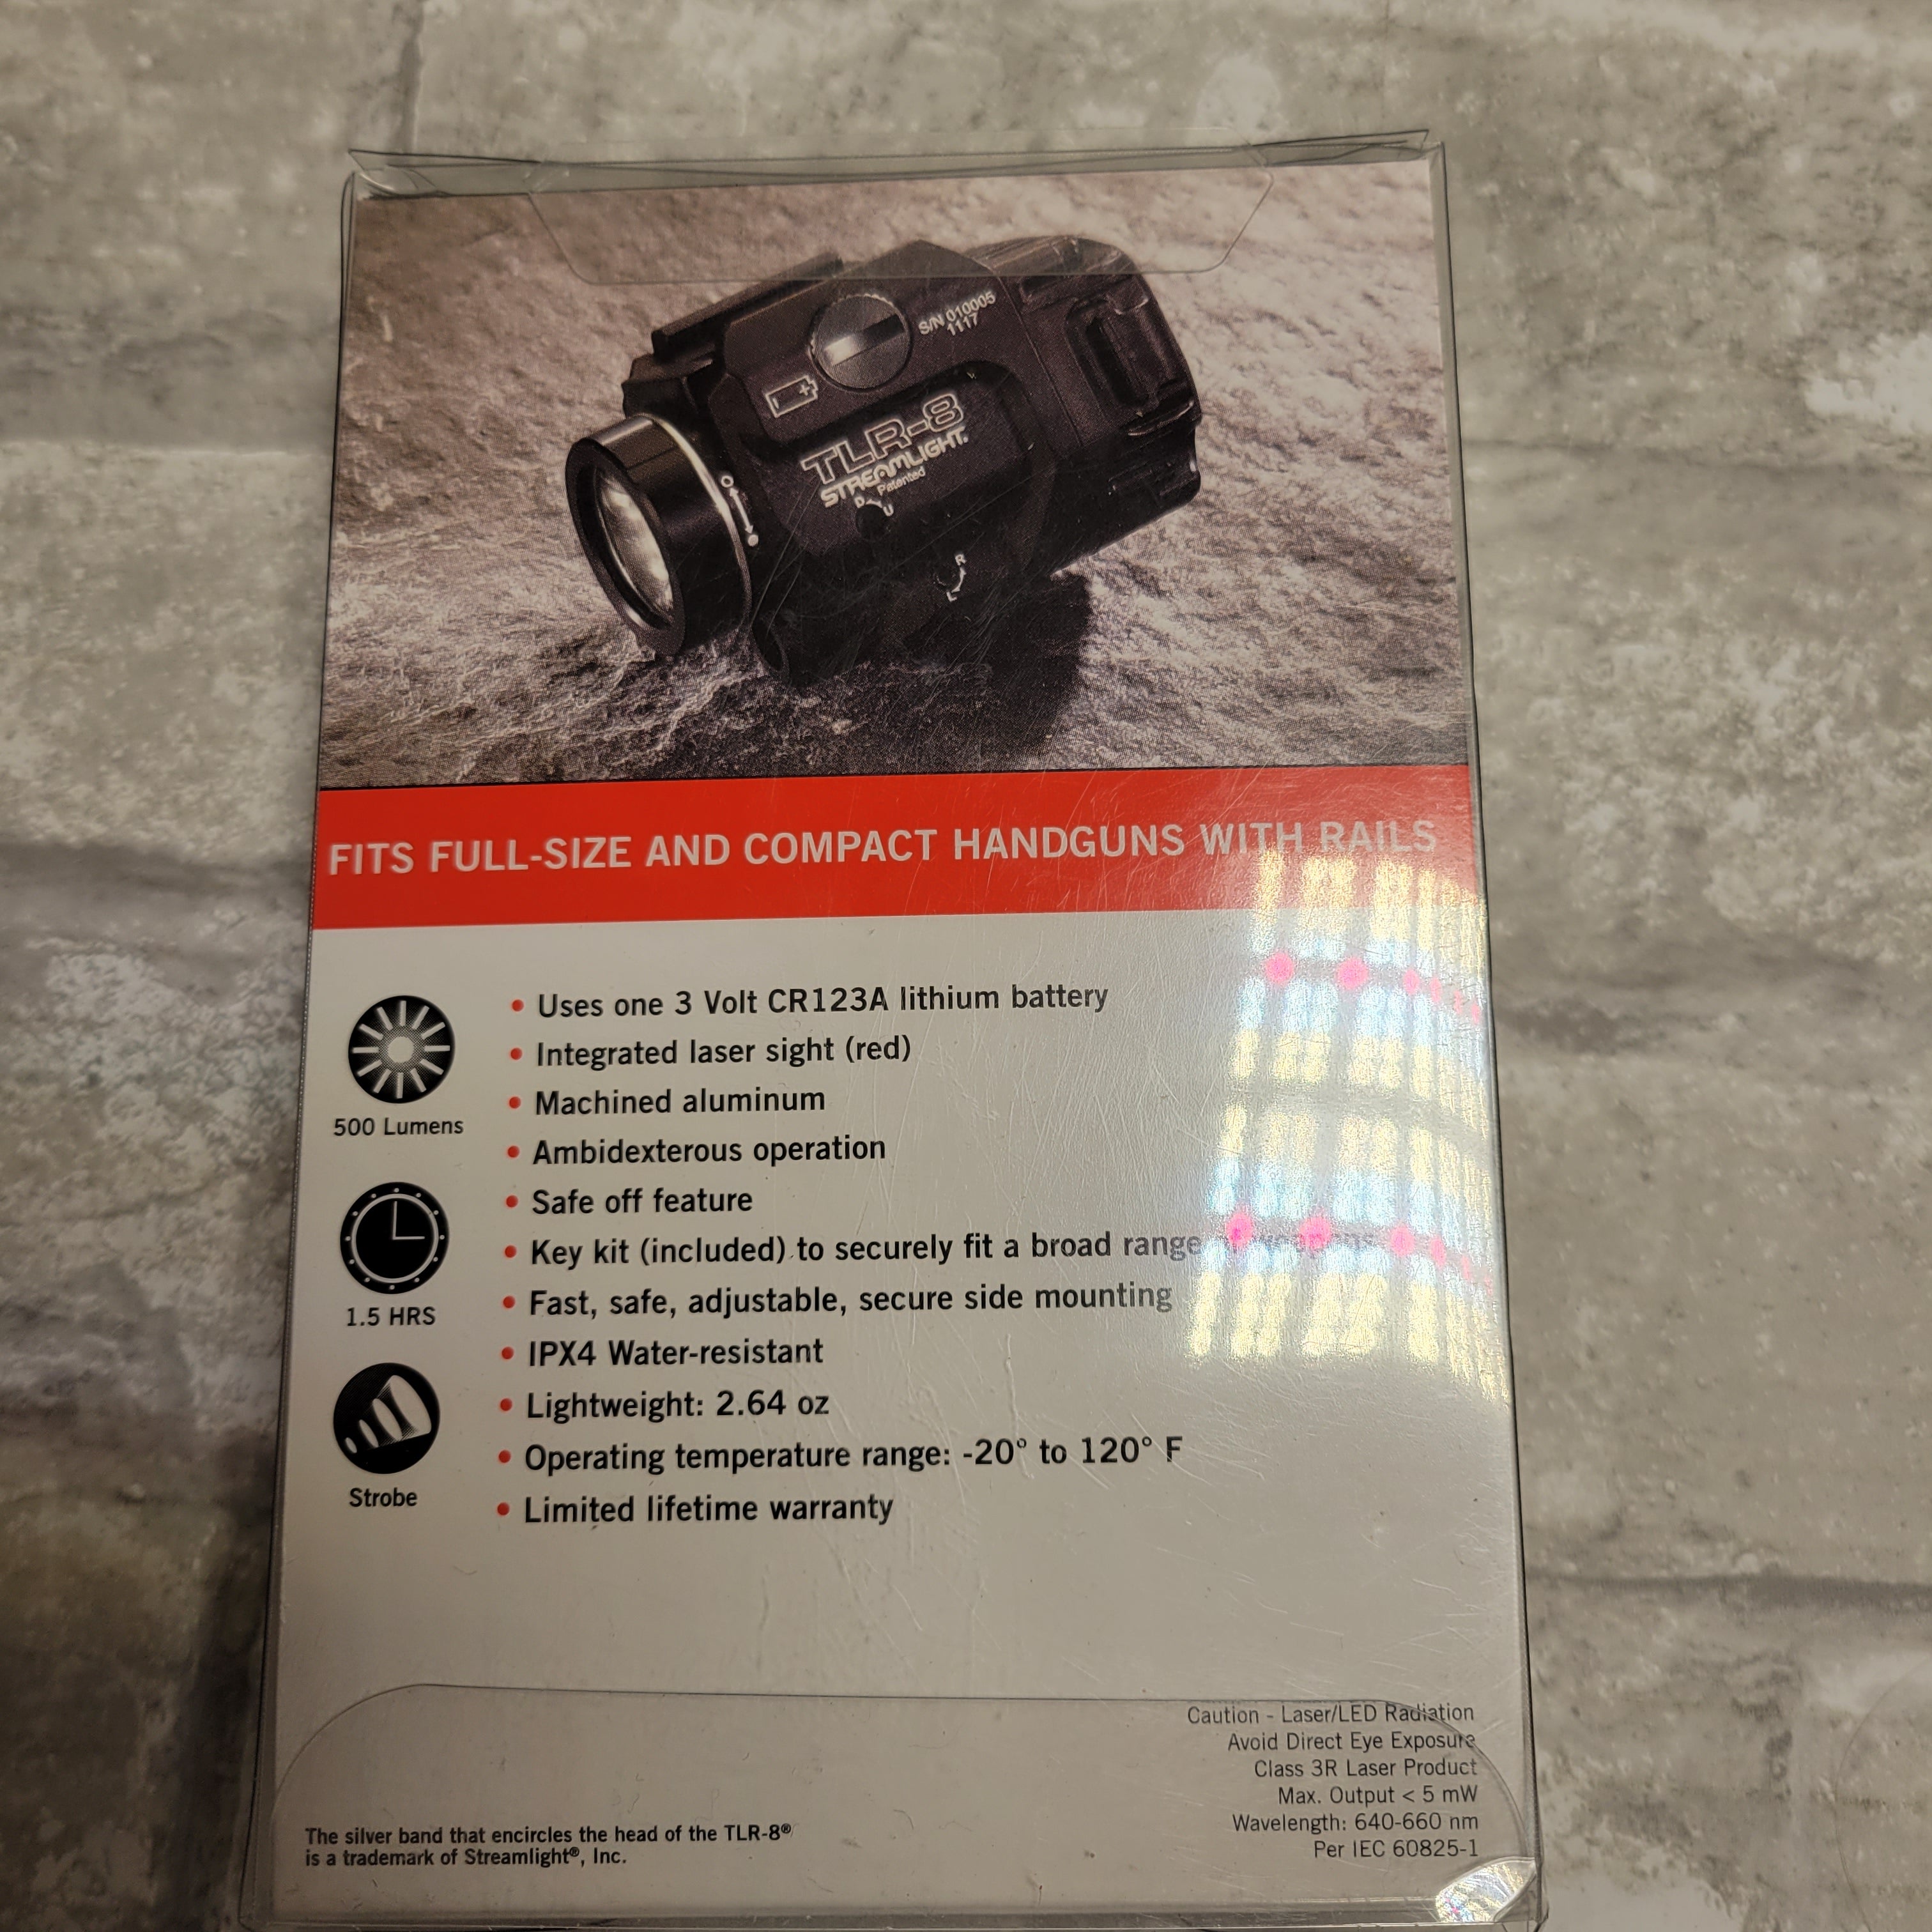 S/N 010005
1117
TLR-8
STREAMLIGHT®
Patented
D
U
R
L
FITS FULL-SIZE AND COMPACT HANDGUNS WITH RAILS
500 Lumens
1.5 HRS
Strobe
• Uses one 3 Volt CR123A lithium battery
• Integrated laser sight (red)
• Machined aluminum
• Ambidexterous operation
• Safe off feature
• Key kit (included) to securely fit a broad range of weapons
• Fast, safe, adjustable, secure side mounting
• IPX4 Water-resistant
• Lightweight: 2.64 oz
• Operating temperature range: -20° to 120° F
• Limited lifetime warranty
Caution - Laser/LED Radiation
Avoid Direct Eye Exposure
Class 3R Laser Product
Max. Output < 5 mW
Wavelength: 640-660 nm
Per IEC 60825-1
The silver band that encircles the head of the TLR-8®
is a trademark of Streamlight®, Inc.